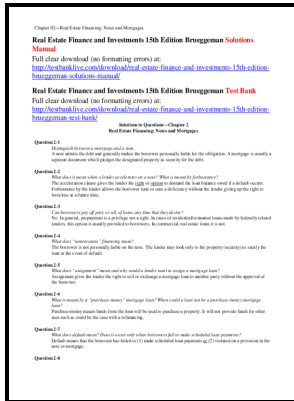 Chapter 02—Real Estate Financing: Notes and Mortgages
Real Estate Finance and Investments 15th Edition Brueggeman Solutions
Manual
Full clear download (no formatting errors) at:
http://testbanklive.com/download/real-estate-finance-and-investments-15th-edition-
brueggeman-solutions-manual/
Real Estate Finance and Investments 15th Edition Brueggeman Test Bank
Full clear download (no formatting errors) at:
http://testbanklive.com/download/real-estate-finance-and-investments-15th-edition-
brueggeman-test-bank/
Solutions to Questions—Chapter 2
Real Estate Financing: Notes and Mortgages
Question 2-1
Distinguish between a mortgage and a note.
A note admits the debt and generally makes the borrower personally liable for the obligation. A mortgage is usually a
separate document which pledges the designated property as security for the debt.
Question 2-2
What does it mean when a lender accelerates on a note? What is meant by forbearance?
The acceleration clause gives the lender the right or option to demand the loan balance owed if a default occurs.
Forbearance by the lender allows the borrower time to cure a deficiency without the lender giving up the right to
foreclose at a future time.
Question 2-3
Can borrowers pay off part, or all, of loans any time that they desire?
No. In general, prepayment is a privilege not a right. In cases of residential/consumer loans made by federally related
lenders, this option is usually provided to borrowers. In commercial real estate loans it is not.
Question 2-4
What does "nonrecourse" financing mean?
The borrower is not personally liable on the note. The lender may look only to the property (security) to satisfy the
loan in the event of default.
Question 2-5
What does "assignment" mean and why would a lender want to assign a mortgage loan?
Assignment gives the lender the right to sell or exchange a mortgage loan to another party without the approval of
the borrower.
Question 2-6
What is meant by a "purchase money" mortgage loan? When could a loan not be a purchase money mortgage
loan?
Purchase money means funds from the loan will be used to purchase a property. It will not provide funds for other
uses such as could be the case with a refinancing.
Question 2-7
What does default mean? Does it occur only when borrowers fail to make scheduled loan payments?
Default means that the borrower has failed to (1) make scheduled loan payments or (2) violated on a provision in the
note or mortgage.
Question 2-8